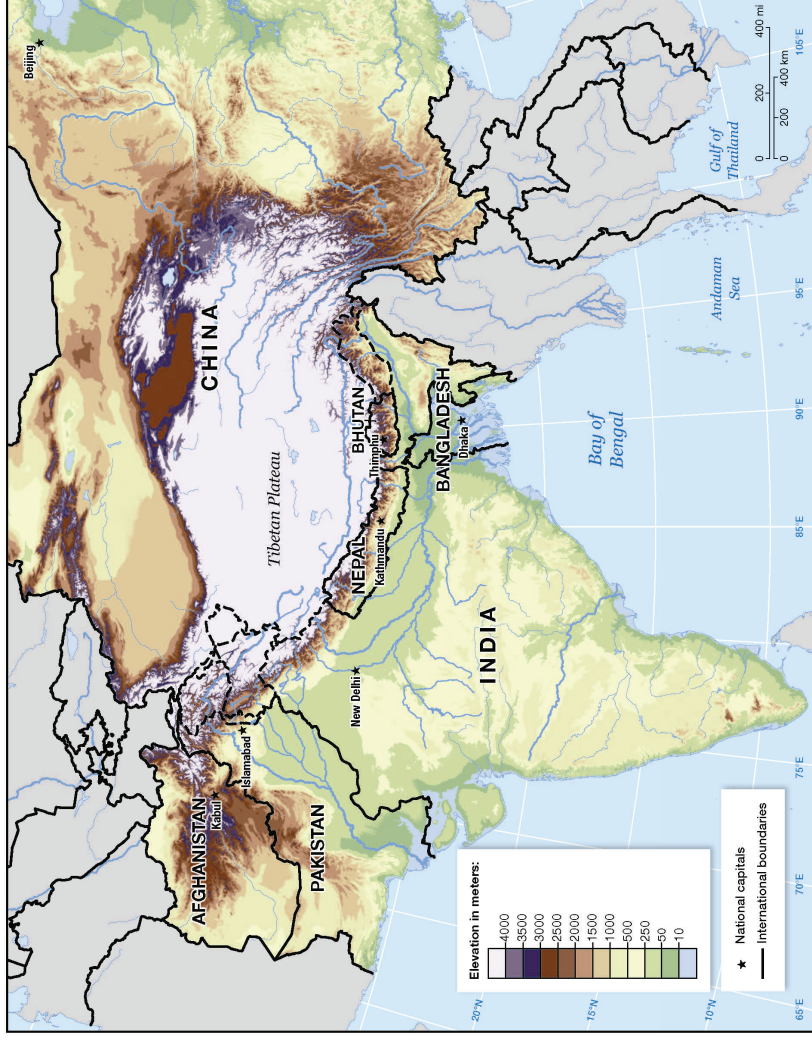 Beijing
CHINA
Tibetan Plateau
AFGHANISTAN
Kabul
Islamabad
PAKISTAN
New Delhi
NEPAL
Kathmandu
BHUTAN
Thimphu
BANGLADESH
Dhaka
INDIA
Bay of
Bengal
Andaman
Sea
Gulf of
Thailand
Elevation in meters:
4000
3500
3000
2500
2000
1500
1000
500
250
50
10
National capitals
International boundaries
20°N
15°N
10°N
65°E
70°E
75°E
85°E
90°E
95°E
105°E
0 200 400 mi
0 200 400 km